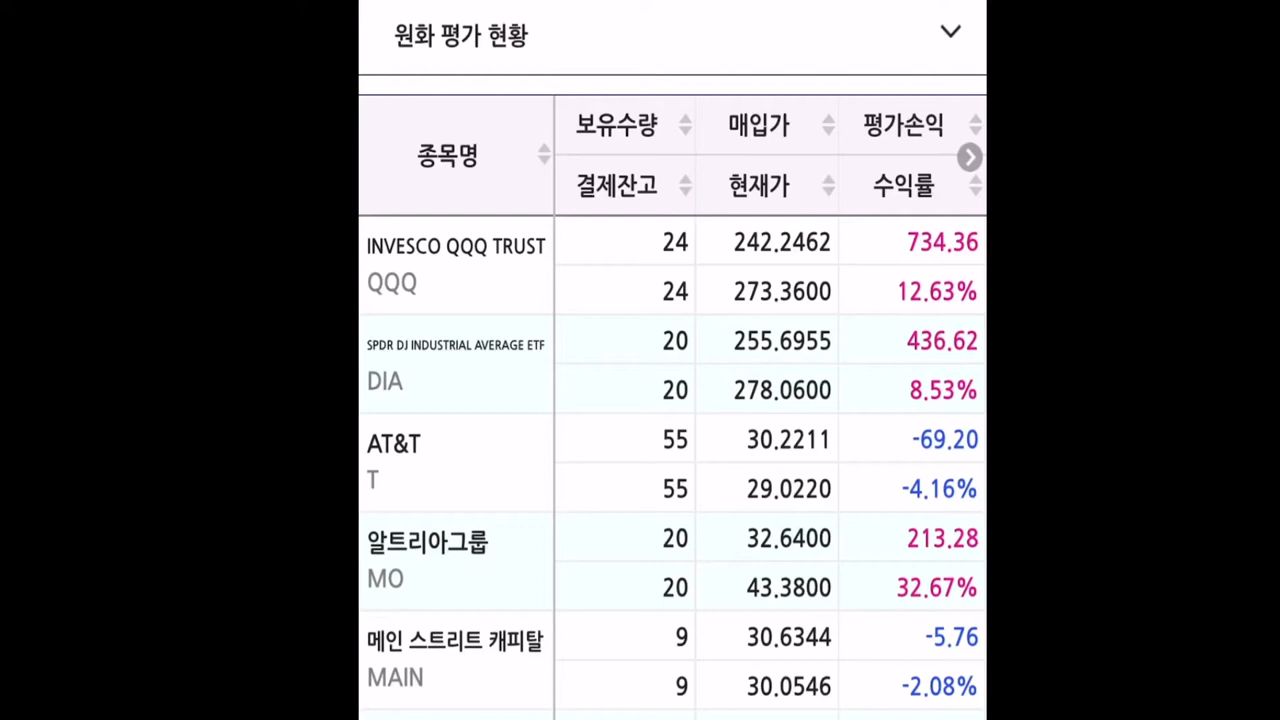 원화 평가 현황
종목명 보유수량 매입가 평가손익
결제잔고 현재가 수익률
INVESCO QQQ TRUST 24 242.2462 734.36
QQQ 24 273.3600 12.63%
SPDR DJ INDUSTRIAL AVERAGE ETF 20 255.6955 436.62
DIA 20 278.0600 8.53%
AT&T 55 30.2211 -69.20
T 55 29.0220 -4.16%
알트리아그룹 20 32.6400 213.28
MO 20 43.3800 32.67%
메인 스트리트 캐피탈 9 30.6344 -5.76
MAIN 9 30.0546 -2.08%